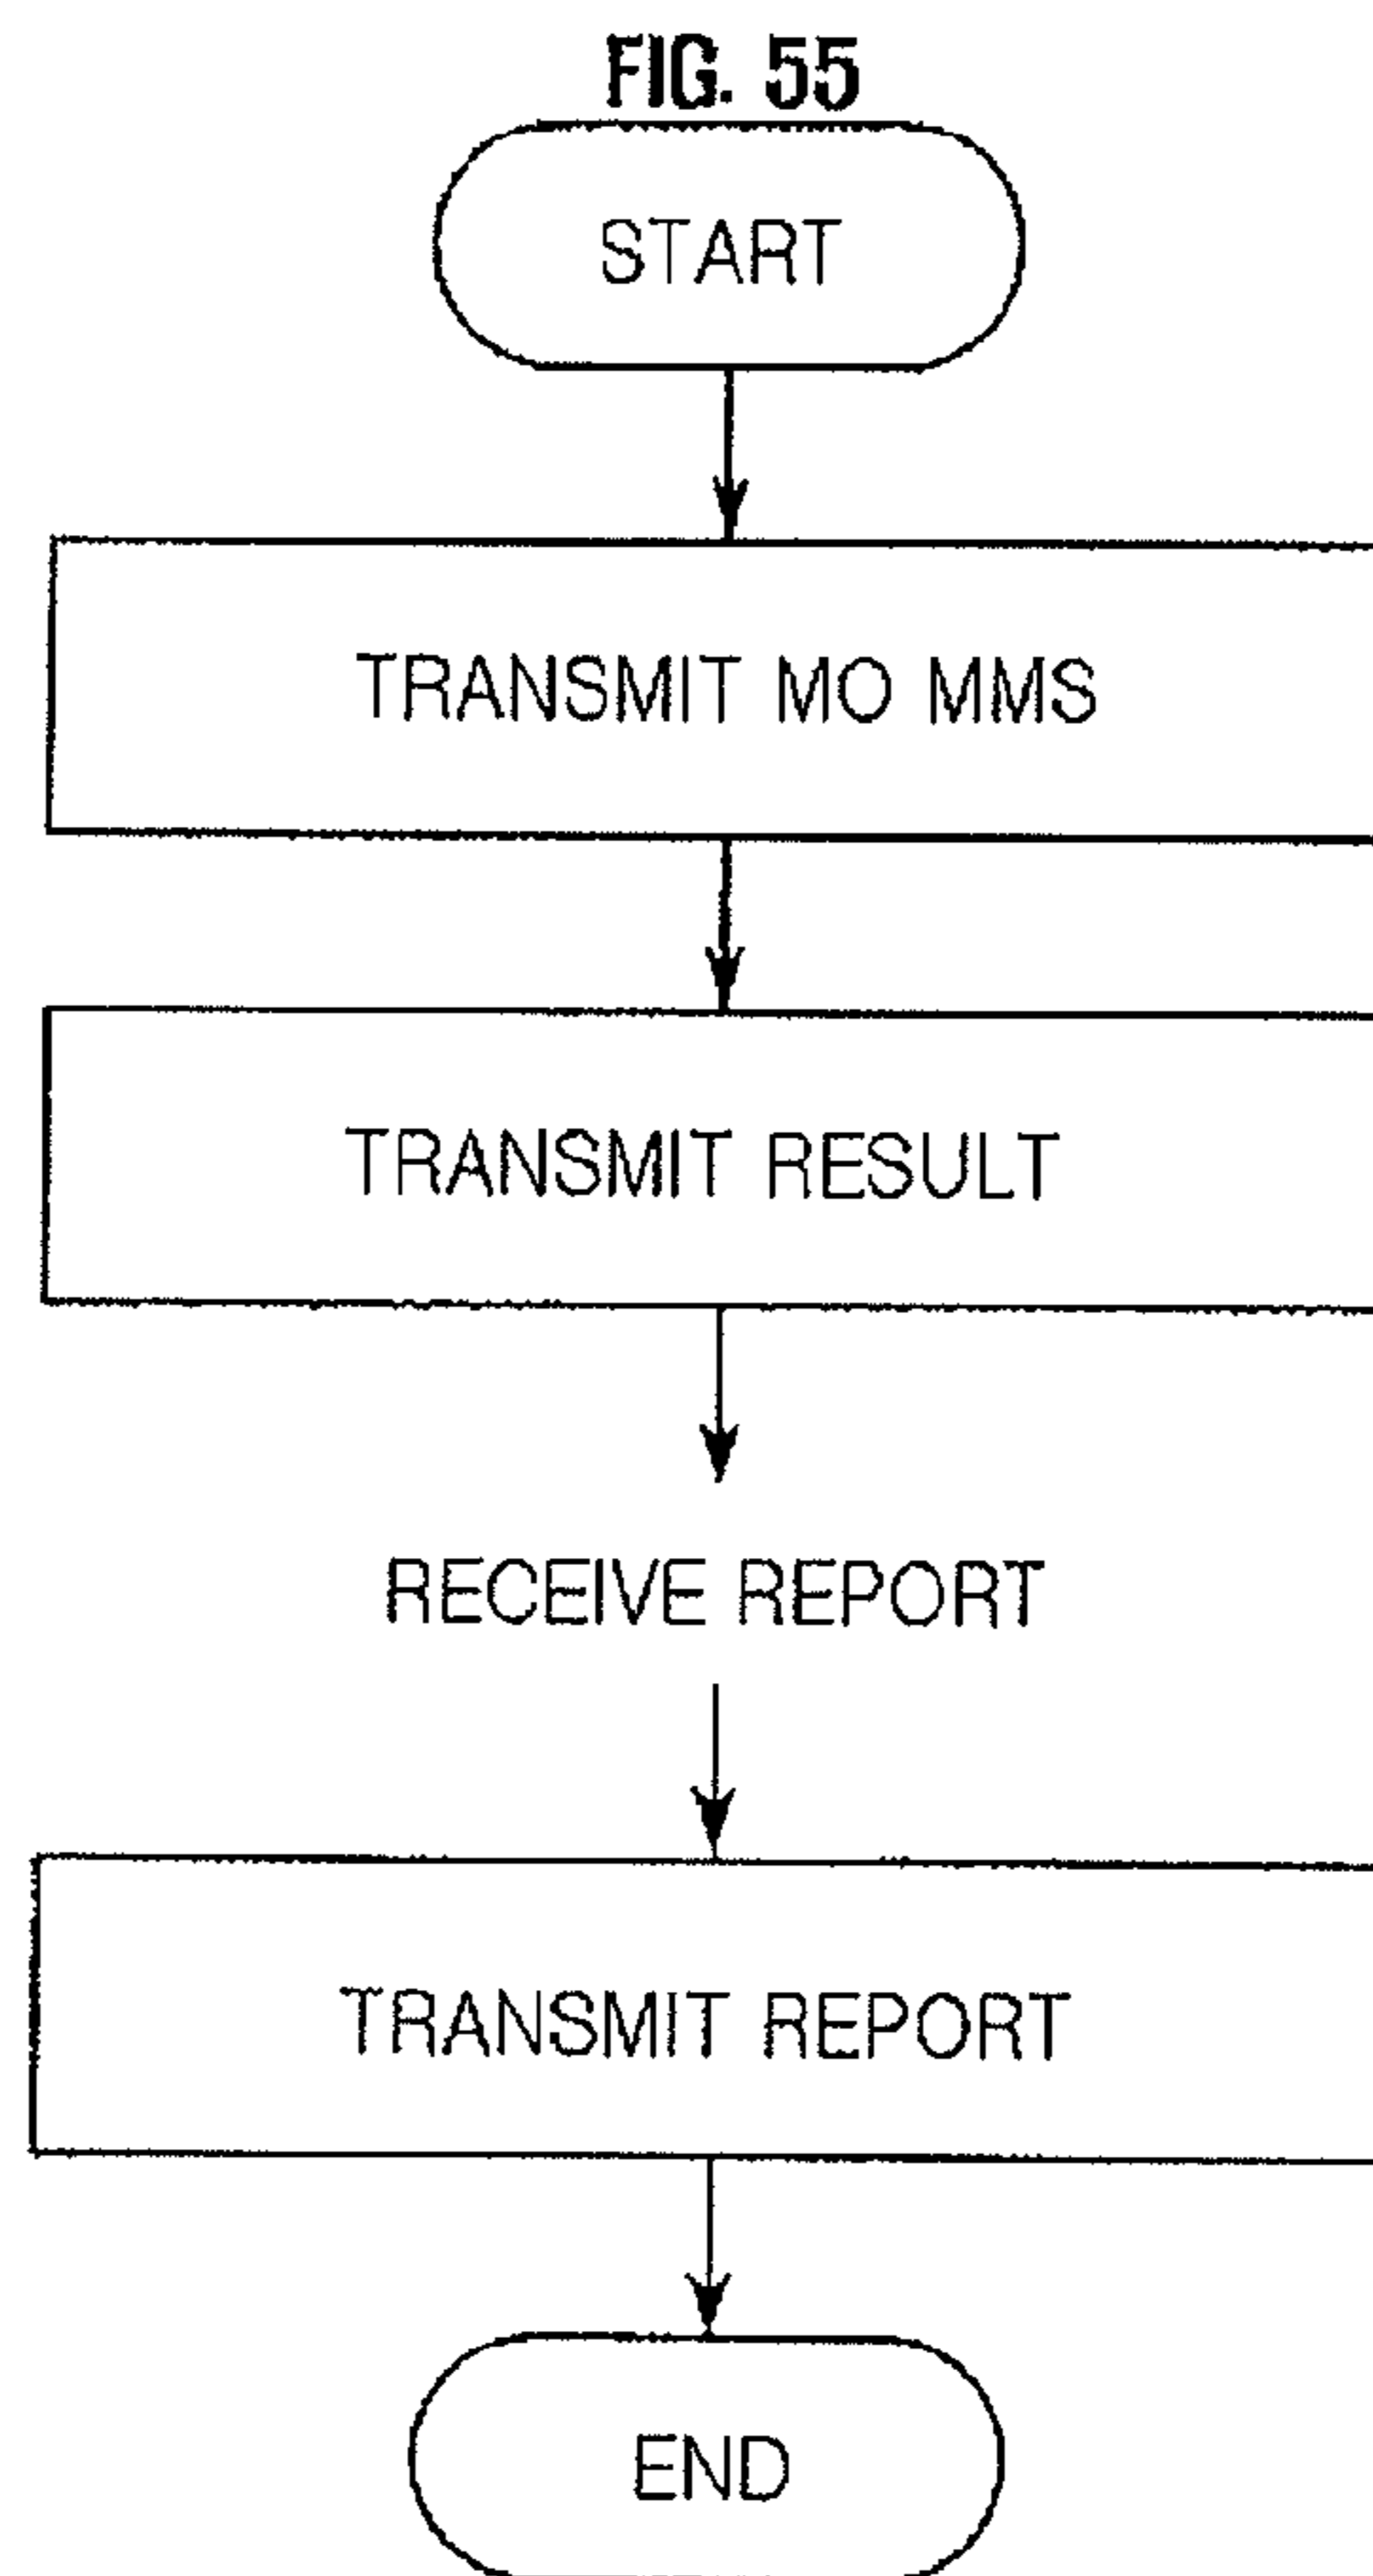 FIG. 55
START
TRANSMIT MO MMS
TRANSMIT RESULT
RECEIVE REPORT
TRANSMIT REPORT
END